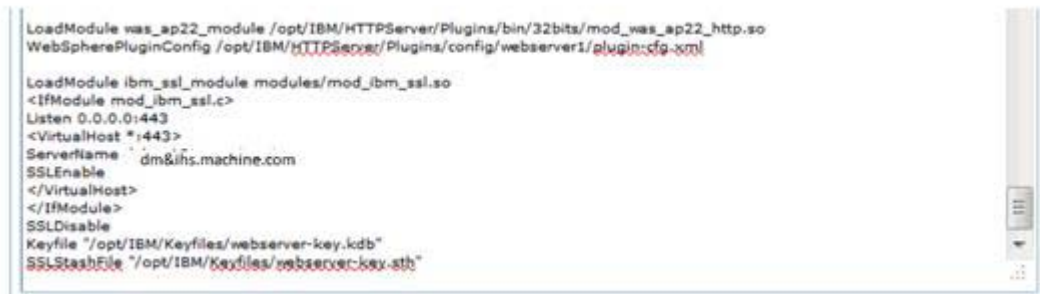 LoadModule was_ap22_module /opt/IBM/HTTPServer/Plugins/bin/32bits/mod_was_ap22_http.so
WebSpherePluginConfig /opt/IBM/HTTPServer/Plugins/config/webserver1/plugin-cfg.xml
LoadModule ibm_ssl_module modules/mod_ibm_ssl.so
<IfModule mod_ibm_ssl.c>
Listen 0.0.0.0:443
<VirtualHost *:443>
ServerName dm&ihs.machine.com
SSLEnable
</VirtualHost>
</IfModule>
SSLDisable
Keyfile "/opt/IBM/Keyfiles/webserver-key.kdb"
SSLStashFile "/opt/IBM/Keyfiles/webserver-key.sth"